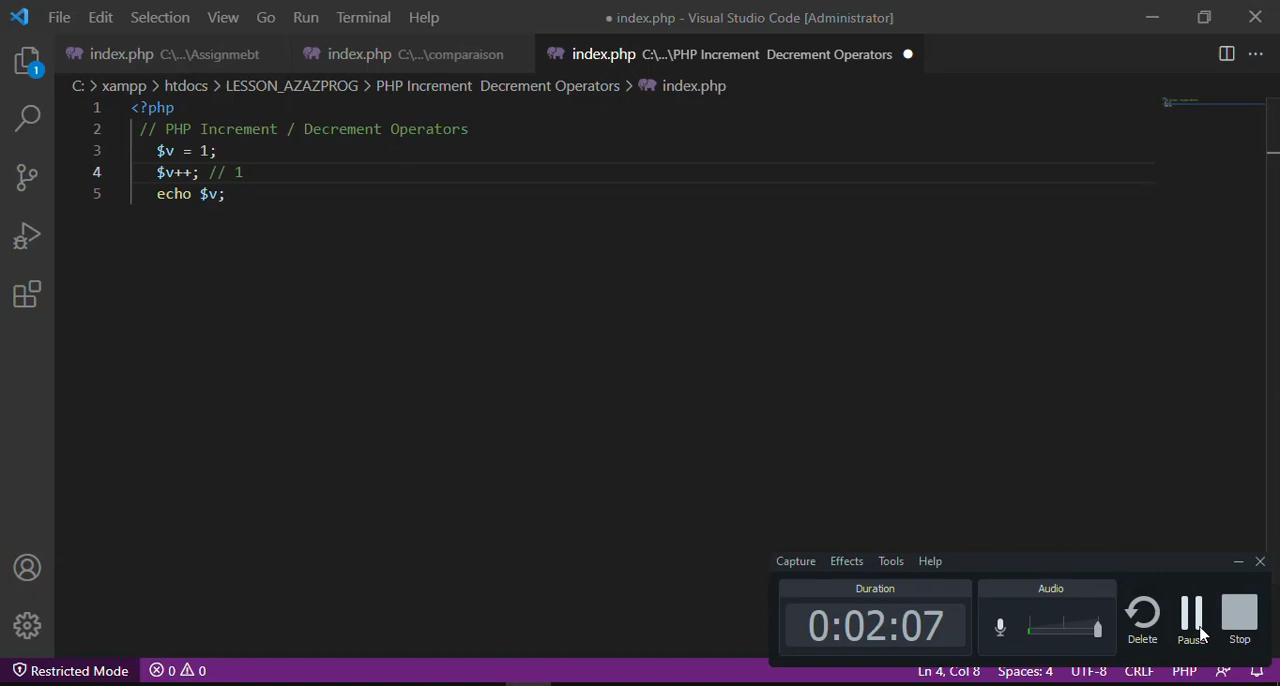 File Edit Selection View Go Run Terminal Help ● index.php - Visual Studio Code [Administrator]
index.php C:\...\Assignmebt index.php C:\...\comparaison index.php C:\...\PHP Increment Decrement Operators
C: > xampp > htdocs > LESSON_AZAZPROG > PHP Increment Decrement Operators > index.php
1 <?php
2 // PHP Increment / Decrement Operators
3 $v = 1;
4 $v++; // 1
5 echo $v;
1
Capture Effects Tools Help
Duration Audio
0:02:07
Delete Pause Stop
Restricted Mode 0 0 Ln 4, Col 8 Spaces: 4 UTF-8 CRLF PHP